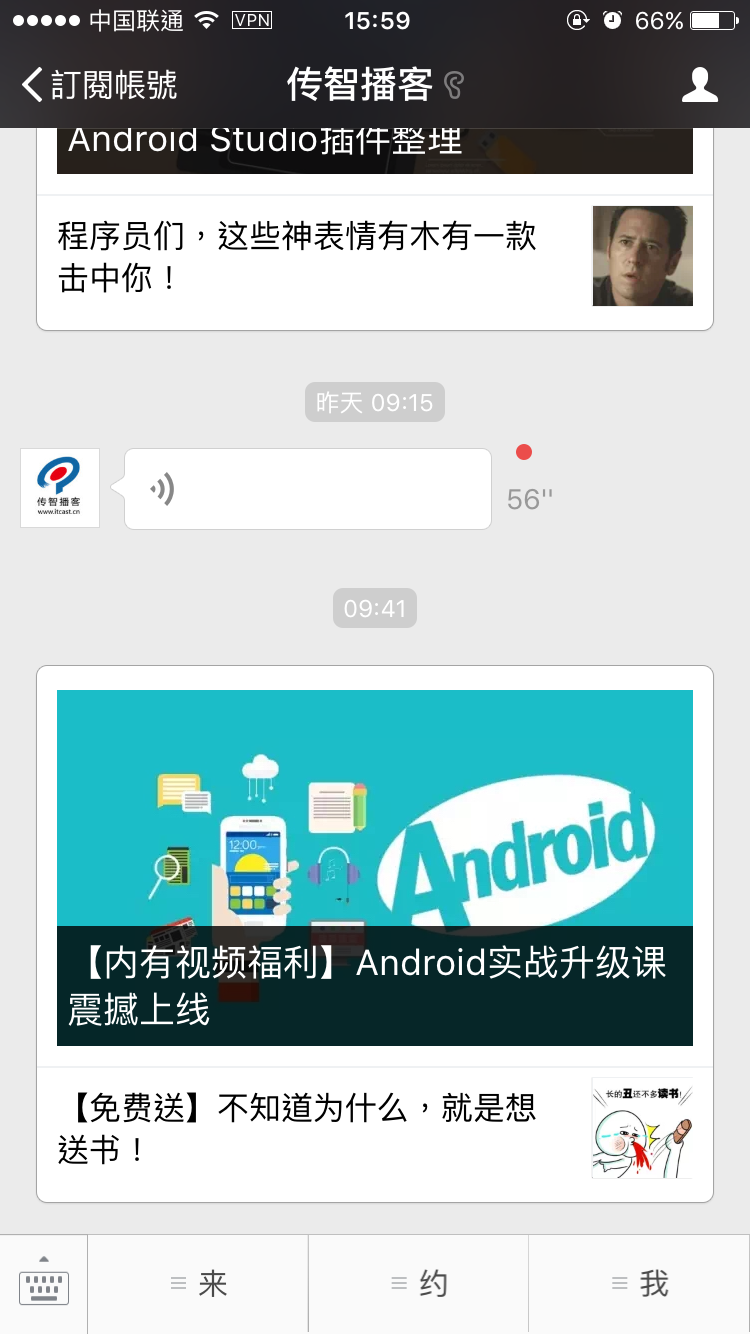 中国联通 VPN 15:59 66%
訂閱帳號 传智播客
Android Studio插件整理
程序员们，这些神表情有木有一款
击中你！
昨天 09:15
传智播客
www.itcast.cn
56''
09:41
12:00
Android
【内有视频福利】Android实战升级课
震撼上线
【免费送】不知道为什么，就是想
送书！
长的丑还不多读书!
来 约 我